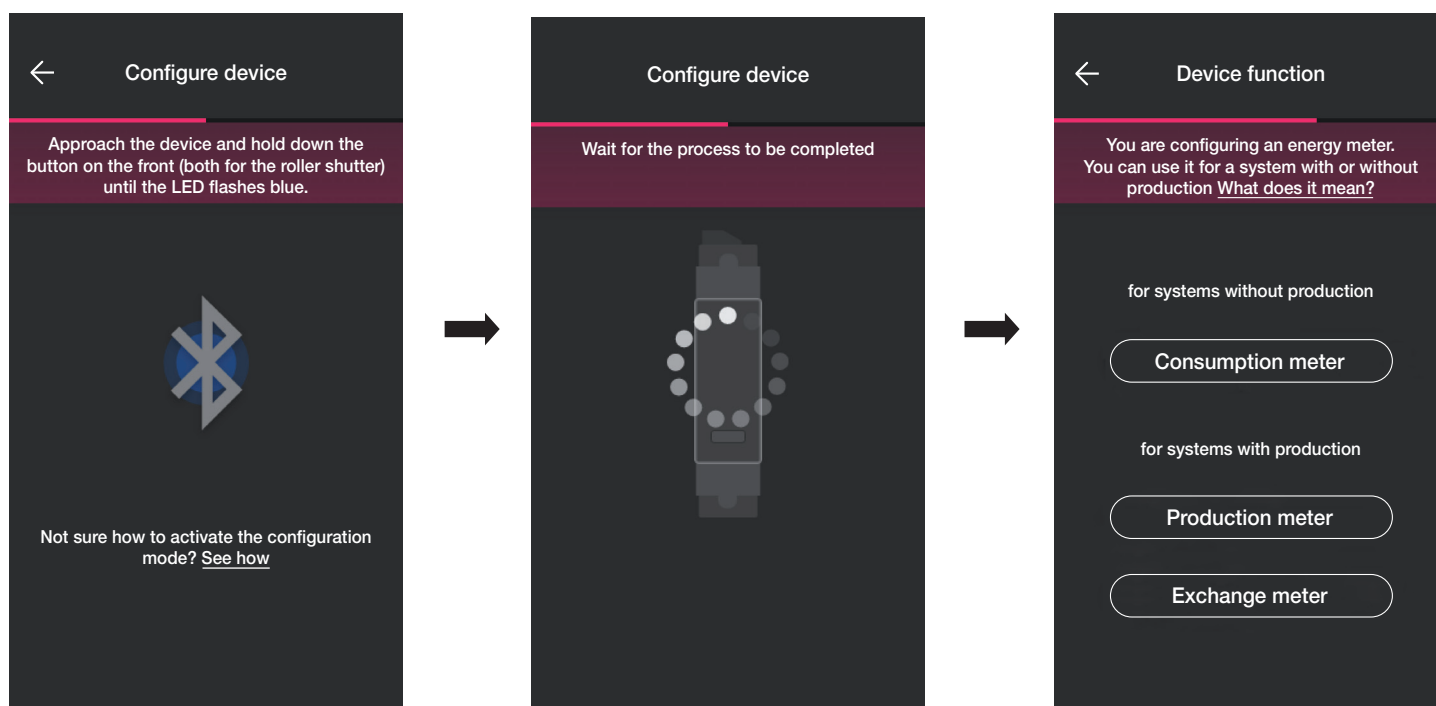 Configure device
Approach the device and hold down the
button on the front (both for the roller shutter)
until the LED flashes blue.
Not sure how to activate the configuration
mode? See how
Configure device
Wait for the process to be completed
Device function
You are configuring an energy meter.
You can use it for a system with or without
production What does it mean?
for systems without production
Consumption meter
for systems with production
Production meter
Exchange meter